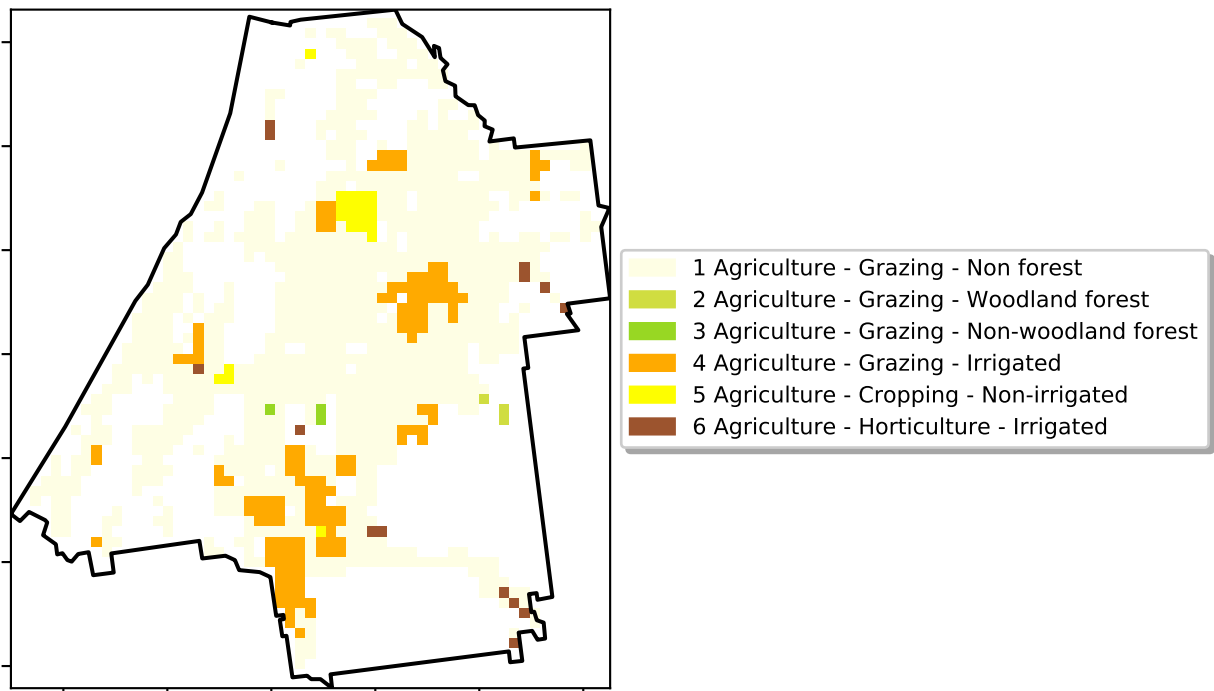 1 Agriculture - Grazing - Non forest
2 Agriculture - Grazing - Woodland forest
3 Agriculture - Grazing - Non-woodland forest
4 Agriculture - Grazing - Irrigated
5 Agriculture - Cropping - Non-irrigated
6 Agriculture - Horticulture - Irrigated